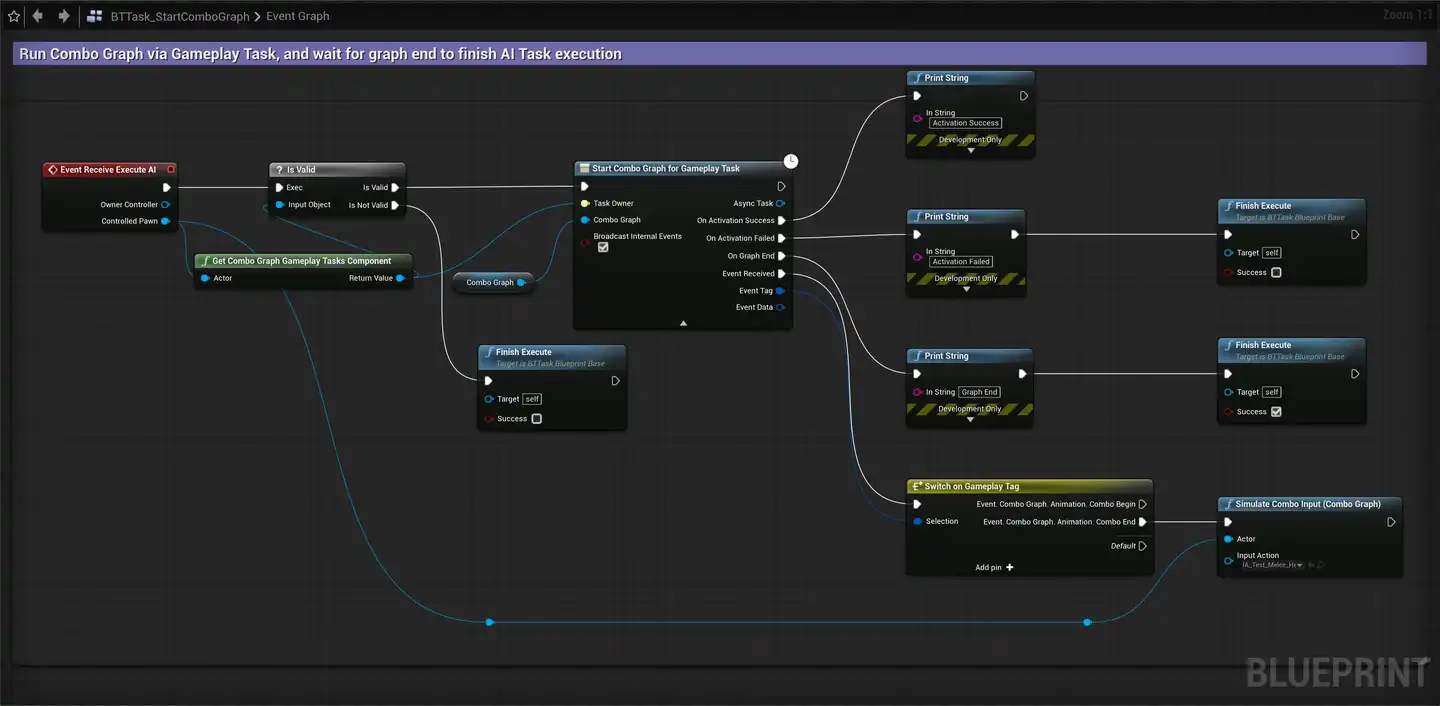 BTTask_StartComboGraph > Event Graph
Zoom 1:1
Run Combo Graph via Gameplay Task, and wait for graph end to finish AI Task execution
Event Receive Execute AI
Owner Controller
Controlled Pawn
? Is Valid
Exec
Is Valid
Input Object
Is Not Valid
f Get Combo Graph Gameplay Tasks Component
Actor
Return Value
Combo Graph
f Finish Execute
Target is BTTask Blueprint Base
Target self
Success
Start Combo Graph for Gameplay Task
Task Owner
Combo Graph
Broadcast Internal Events
Async Task
On Activation Success
On Activation Failed
On Graph End
Event Received
Event Tag
Event Data
f Print String
In String
Activation Success
Development Only
f Print String
In String
Activation Failed
Development Only
f Finish Execute
Target is BTTask Blueprint Base
Target self
Success
f Print String
In String Graph End
Development Only
f Finish Execute
Target is BTTask Blueprint Base
Target self
Success
Switch on Gameplay Tag
Selection
Event. Combo Graph. Animation. Combo Begin
Event. Combo Graph. Animation. Combo End
Default
Add pin +
f Simulate Combo Input (Combo Graph)
Actor
Input Action
BLUEPRINT